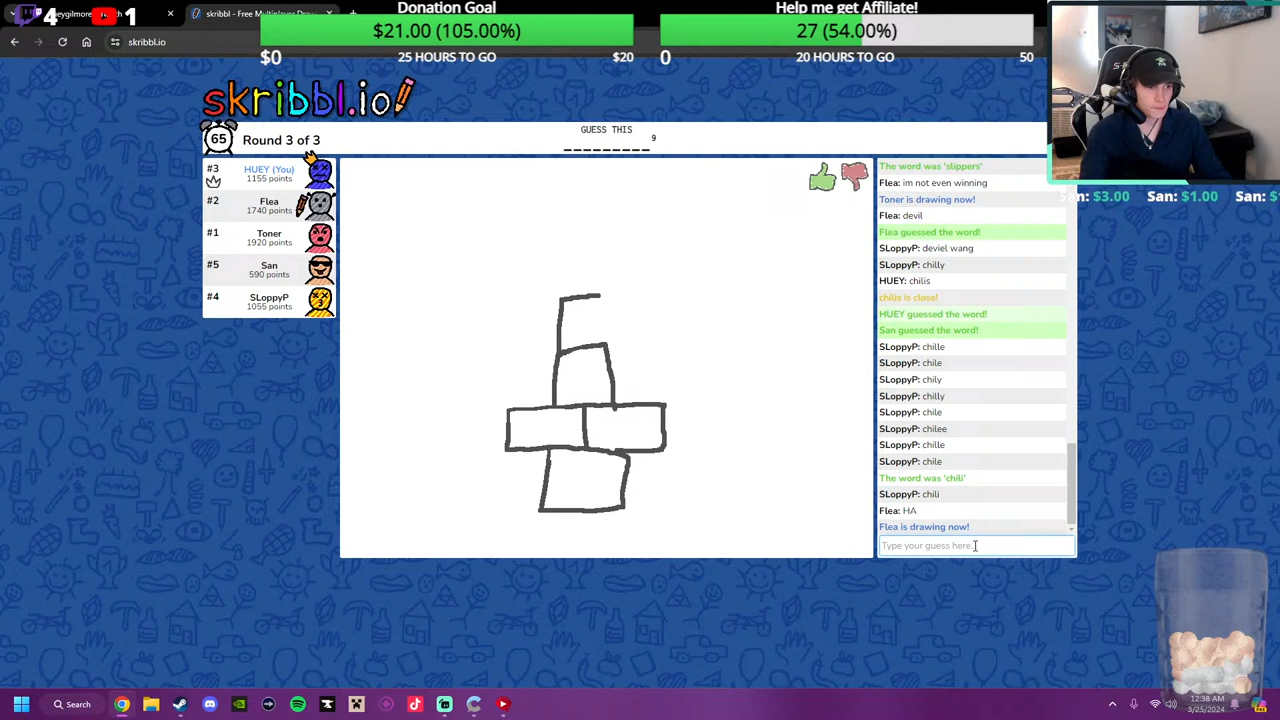 4
1
eygilmore
tch
skribbl - Free Multiplayer Draw
skribbl.io
Donation Goal
$21.00 (105.00%)
$0
25 HOURS TO GO
$20
Help me get Affiliate!
27 (54.00%)
0
20 HOURS TO GO
50
San: $3.00
San: $1.00
San: $
skribbl.io
65
Round 3 of 3
GUESS THIS
_________ 9
#3
HUEY (You)
1155 points
#2
Flea
1740 points
#1
Toner
1920 points
#5
San
590 points
#4
SLoppyP
1055 points
The word was 'slippers'
Flea: im not even winning
Toner is drawing now!
Flea: devil
Flea guessed the word!
SLoppyP: deviel wang
SLoppyP: chilly
HUEY: chilis
chilis is close!
HUEY guessed the word!
San guessed the word!
SLoppyP: chille
SLoppyP: chile
SLoppyP: chily
SLoppyP: chilly
SLoppyP: chile
SLoppyP: chilee
SLoppyP: chille
SLoppyP: chile
The word was 'chili'
SLoppyP: chili
Flea: HA
Flea is drawing now!
Type your guess here...
Search
12:38 AM
3/25/2024